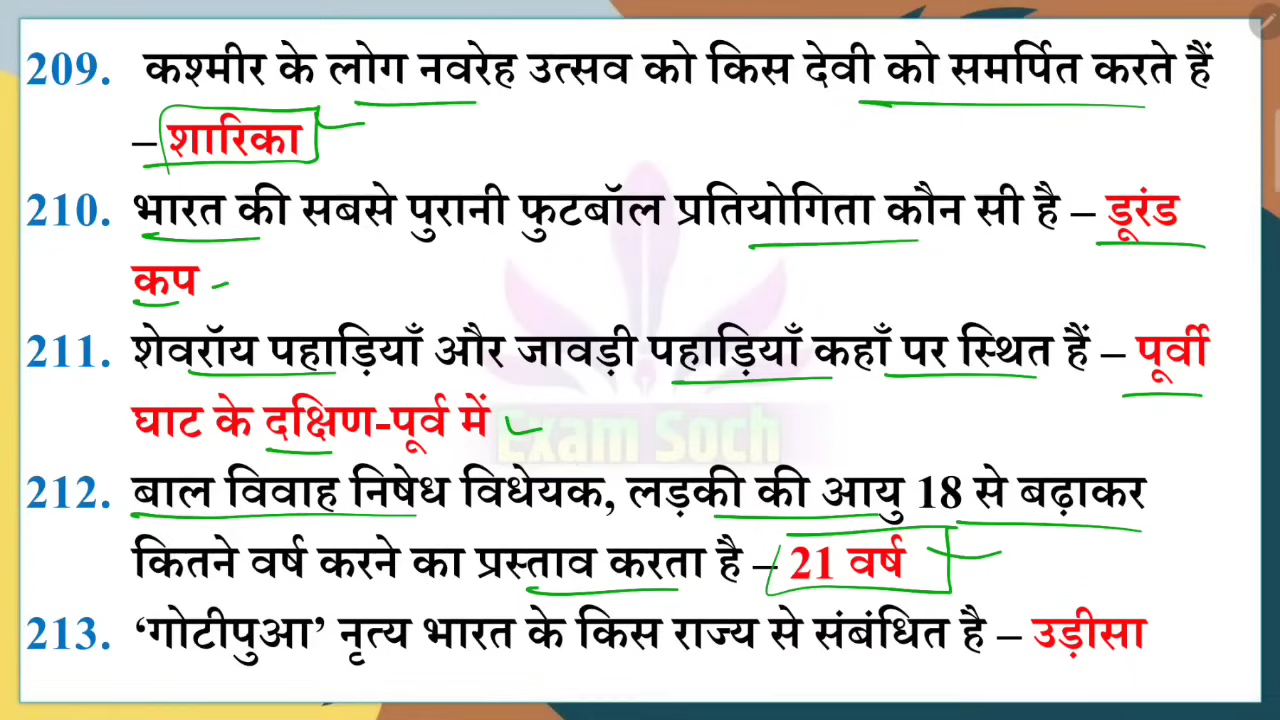 209. कश्मीर के लोग नवरेह उत्सव को किस देवी को समर्पित करते हैं
– शारिका
210. भारत की सबसे पुरानी फुटबॉल प्रतियोगिता कौन सी है – डूरंड
कप
211. शेवरॉय पहाड़ियाँ और जावड़ी पहाड़ियाँ कहाँ पर स्थित हैं – पूर्वी
घाट के दक्षिण-पूर्व में
Exam Soch
212. बाल विवाह निषेध विधेयक, लड़की की आयु 18 से बढ़ाकर
कितने वर्ष करने का प्रस्ताव करता है – 21 वर्ष
213. ‘गोटीपुआ’ नृत्य भारत के किस राज्य से संबंधित है – उड़ीसा